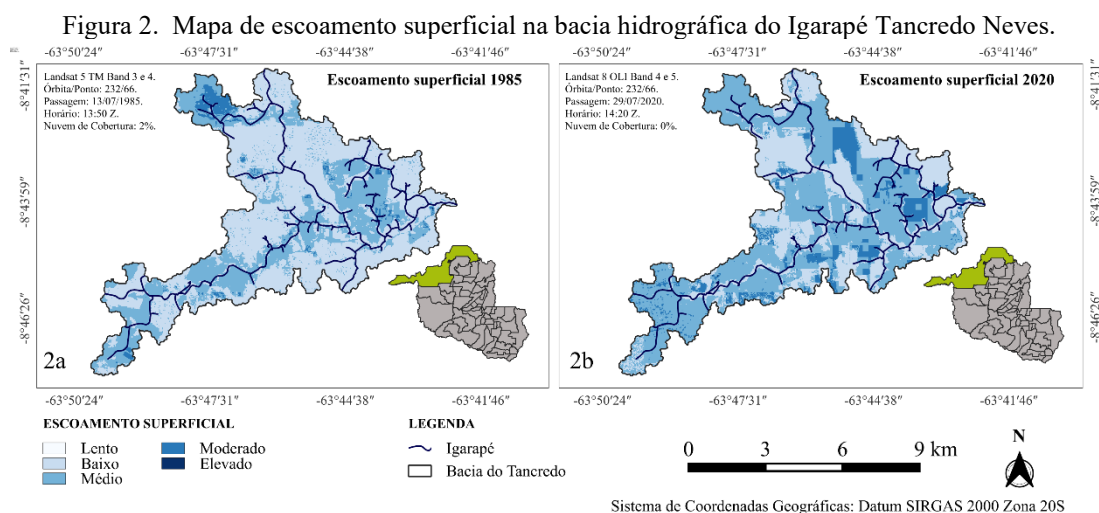 Figura 2. Mapa de escoamento superficial na bacia hidrográfica do Igarapé Tancredo Neves.
-63°50′24″ -63°47′31″ -63°44′38″ -63°41′46″ -63°50′24″ -63°47′31″ -63°44′38″ -63°41′46″
-8°41′31″
-8°43′59″
-8°46′26″
Landsat 5 TM Band 3 e 4.
Órbita/Ponto: 232/66.
Passagem: 13/07/1985.
Horário: 13:50 Z.
Nuvem de Cobertura: 2%.
Escoamento superficial 1985
2a
Landsat 8 OLI Band 4 e 5.
Órbita/Ponto: 232/66.
Passagem: 29/07/2020.
Horário: 14:20 Z.
Nuvem de Cobertura: 0%.
Escoamento superficial 2020
2b
-8°41′31″
-8°43′59″
-8°46′26″
-63°50′24″ -63°47′31″ -63°44′38″ -63°41′46″ -63°50′24″ -63°47′31″ -63°44′38″ -63°41′46″
ESCOAMENTO SUPERFICIAL
Lento
Baixo
Médio
Moderado
Elevado
LEGENDA
Igarapé
Bacia do Tancredo
0 3 6 9 km
N
Sistema de Coordenadas Geográficas: Datum SIRGAS 2000 Zona 20S